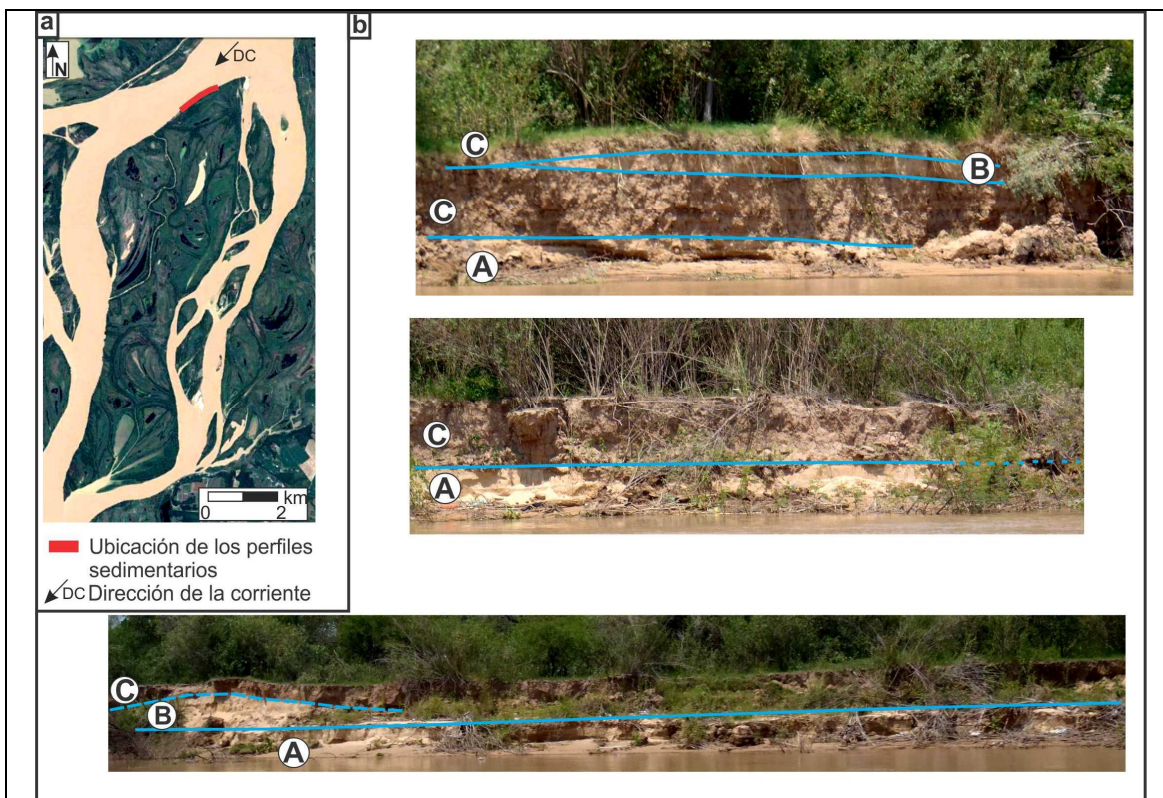 a
N
DC
km
0 2
Ubicación de los perfiles
sedimentarios
DC Dirección de la corriente
b
C
B
C
A
C
A
C
B
A